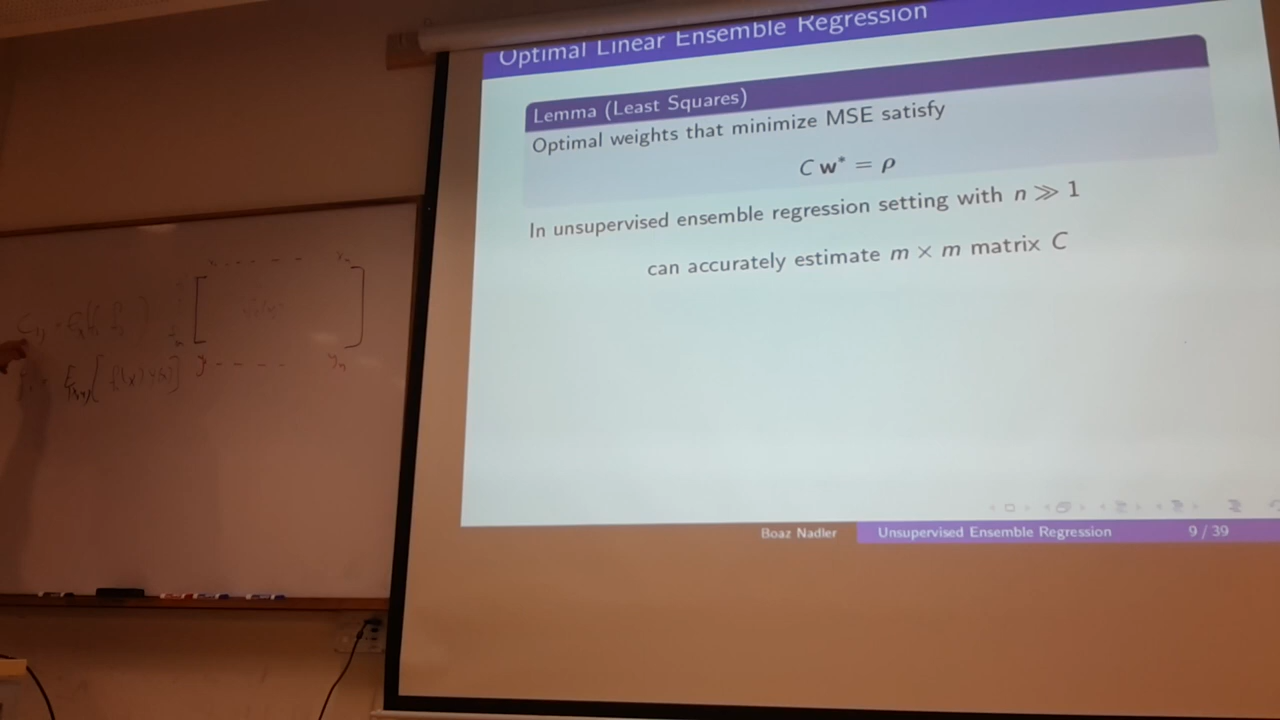 Optimal Linear Ensemble Regression
Lemma (Least Squares)
Optimal weights that minimize MSE satisfy
C w* = ρ
In unsupervised ensemble regression setting with n ≫ 1
can accurately estimate m × m matrix C
Boaz Nadler
Unsupervised Ensemble Regression
9 / 39